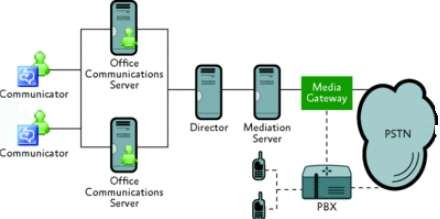 Communicator
Office
Communications
Server
Communicator
Office
Communications
Server
Director
Mediation
Server
Media
Gateway
PSTN
PBX